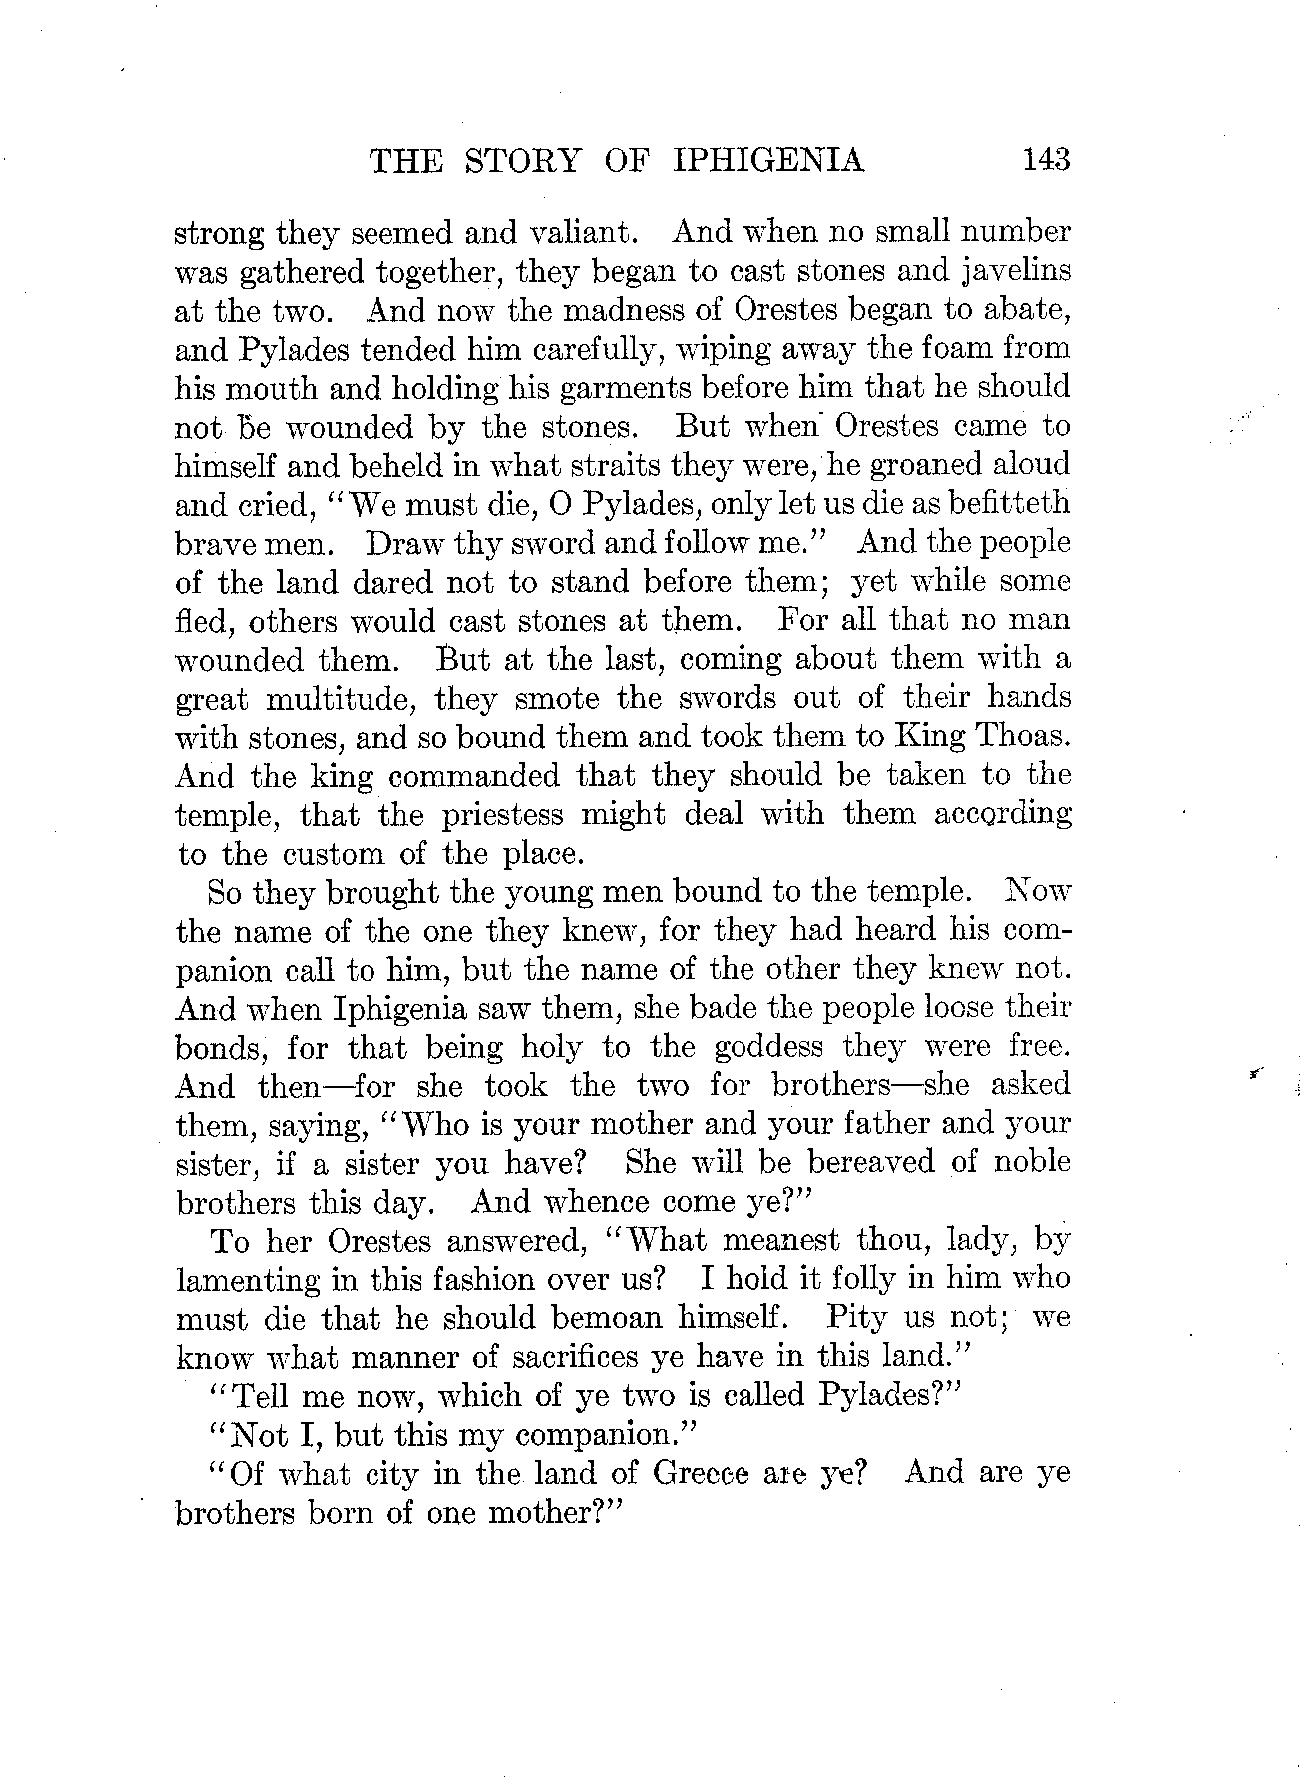 THE STORY OF IPHIGENIA 143
strong they seemed and valiant. And when no small number
was gathered together, they began to cast stones and javelins
at the two. And now the madness of Orestes began to abate,
and Pylades tended him carefully, wiping away the foam from
his mouth and holding his garments before him that he should
not be wounded by the stones. But when Orestes came to
himself and beheld in what straits they were, he groaned aloud
and cried, "We must die, O Pylades, only let us die as befitteth
brave men. Draw thy sword and follow me." And the people
of the land dared not to stand before them; yet while some
fled, others would cast stones at them. For all that no man
wounded them. But at the last, coming about them with a
great multitude, they smote the swords out of their hands
with stones, and so bound them and took them to King Thoas.
And the king commanded that they should be taken to the
temple, that the priestess might deal with them according
to the custom of the place.
So they brought the young men bound to the temple. Now
the name of the one they knew, for they had heard his com-
panion call to him, but the name of the other they knew not.
And when Iphigenia saw them, she bade the people loose their
bonds, for that being holy to the goddess they were free.
And then—for she took the two for brothers—she asked
them, saying, "Who is your mother and your father and your
sister, if a sister you have? She will be bereaved of noble
brothers this day. And whence come ye?"
To her Orestes answered, "What meanest thou, lady, by
lamenting in this fashion over us? I hold it folly in him who
must die that he should bemoan himself. Pity us not; we
know what manner of sacrifices ye have in this land."
"Tell me now, which of ye two is called Pylades?"
"Not I, but this my companion."
"Of what city in the land of Greece are ye? And are ye
brothers born of one mother?"